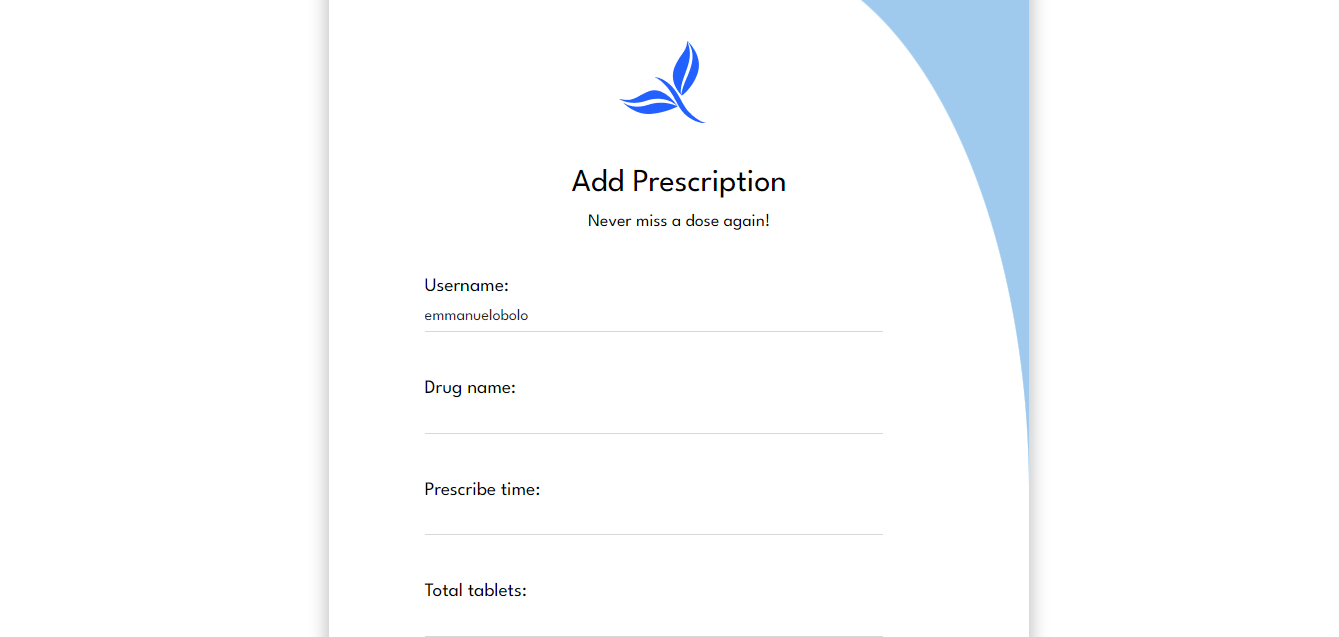 Add Prescription
Never miss a dose again!
Username:
emmanuelobolo
Drug name:
Prescribe time:
Total tablets: